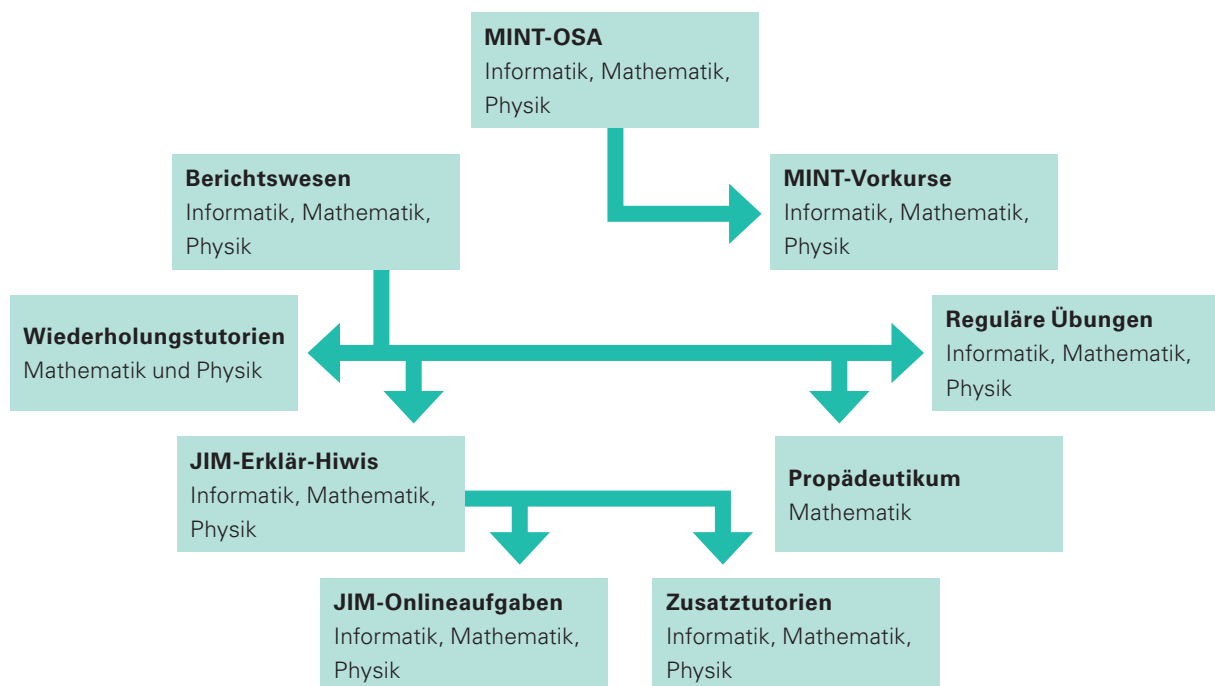 MINT-OSA
Informatik, Mathematik,
Physik
Berichtswesen
Informatik, Mathematik,
Physik
MINT-Vorkurse
Informatik, Mathematik,
Physik
Wiederholungstutorien
Mathematik und Physik
Reguläre Übungen
Informatik, Mathematik,
Physik
JIM-Erklär-Hiwis
Informatik, Mathematik,
Physik
Propädeutikum
Mathematik
JIM-Onlineaufgaben
Informatik, Mathematik,
Physik
Zusatztutorien
Informatik, Mathematik,
Physik